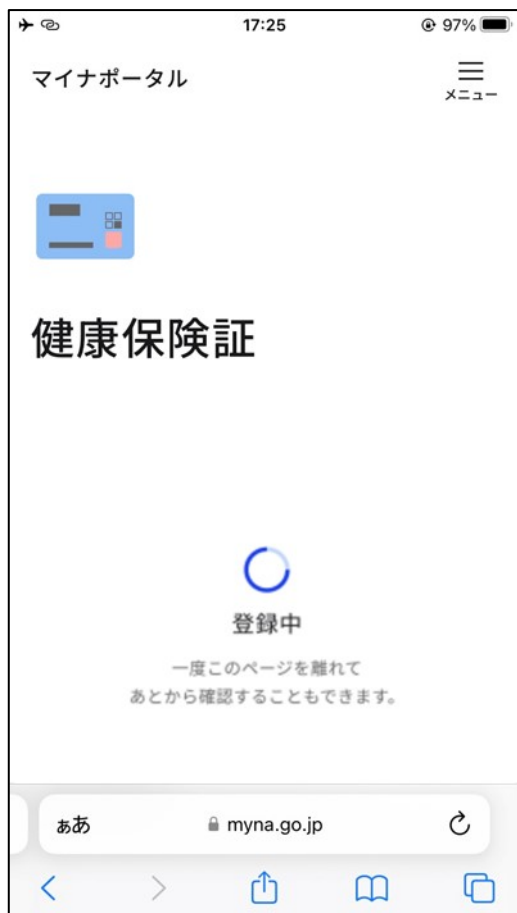 17:25
97%
マイナポータル
メニュー
健康保険証
登録中
一度このページを離れて
あとから確認することもできます。
ぁあ
myna.go.jp